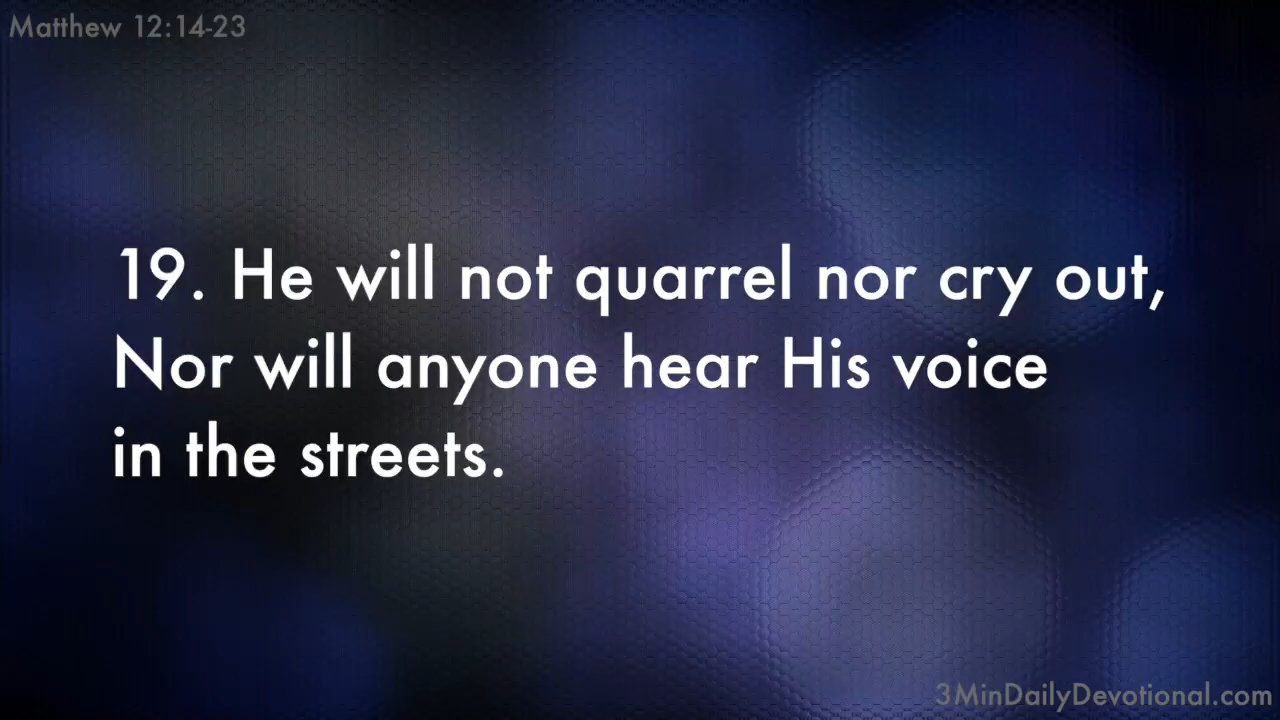 Matthew 12:14-23
19. He will not quarrel nor cry out,
Nor will anyone hear His voice
in the streets.
3MinDailyDevotional.com